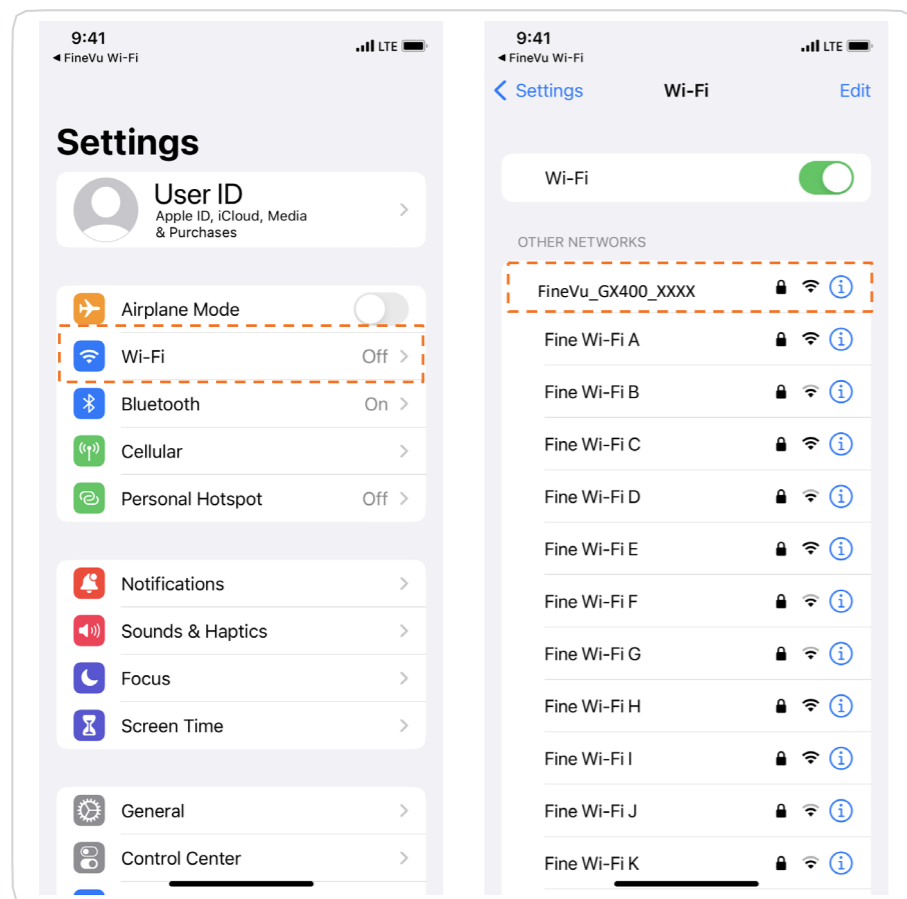 9:41
LTE
◀ FineVu Wi-Fi
Settings
User ID
Apple ID, iCloud, Media
& Purchases
Airplane Mode
Wi-Fi Off
Bluetooth On
Cellular
Personal Hotspot Off
Notifications
Sounds & Haptics
Focus
Screen Time
General
Control Center
9:41
LTE
◀ FineVu Wi-Fi
Settings Wi-Fi Edit
Wi-Fi
OTHER NETWORKS
FineVu_GX400_XXXX
Fine Wi-Fi A
Fine Wi-Fi B
Fine Wi-Fi C
Fine Wi-Fi D
Fine Wi-Fi E
Fine Wi-Fi F
Fine Wi-Fi G
Fine Wi-Fi H
Fine Wi-Fi I
Fine Wi-Fi J
Fine Wi-Fi K